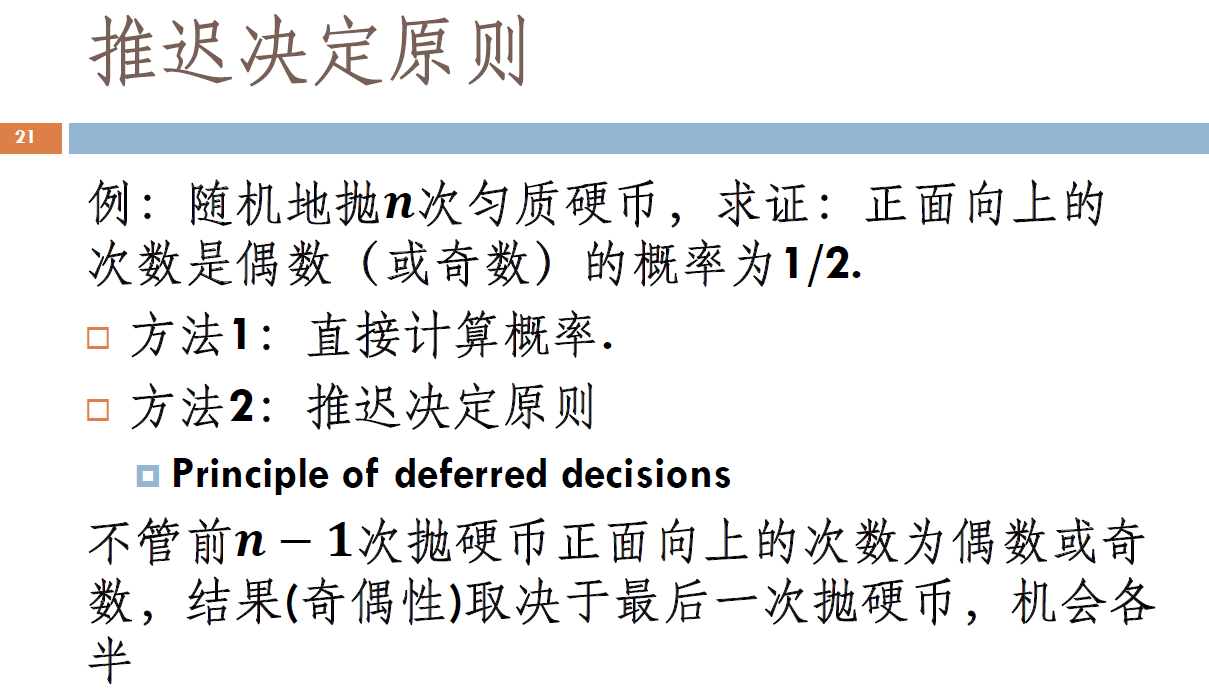 推迟决定原则
21
例：随机地抛n次匀质硬币，求证：正面向上的
次数是偶数（或奇数）的概率为1/2.
方法1：直接计算概率.
方法2：推迟决定原则
Principle of deferred decisions
不管前n − 1次抛硬币正面向上的次数为偶数或奇
数，结果(奇偶性)取决于最后一次抛硬币，机会各
半